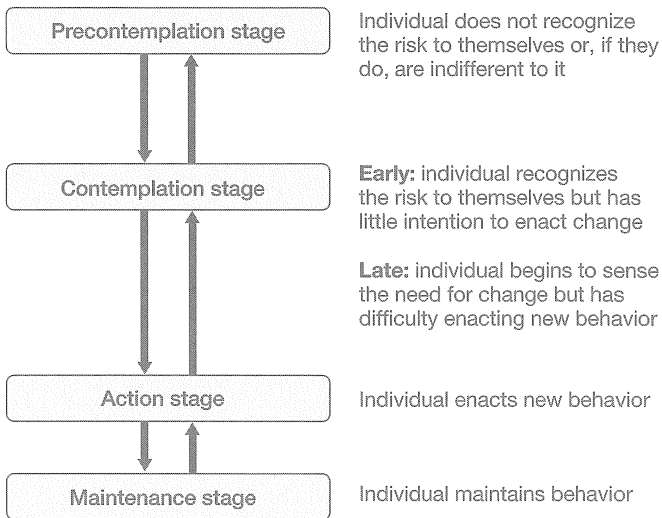 Precontemplation stage
Individual does not recognize
the risk to themselves or, if they
do, are indifferent to it
Contemplation stage
Early: individual recognizes
the risk to themselves but has
little intention to enact change
Late: individual begins to sense
the need for change but has
difficulty enacting new behavior
Action stage
Individual enacts new behavior
Maintenance stage
Individual maintains behavior